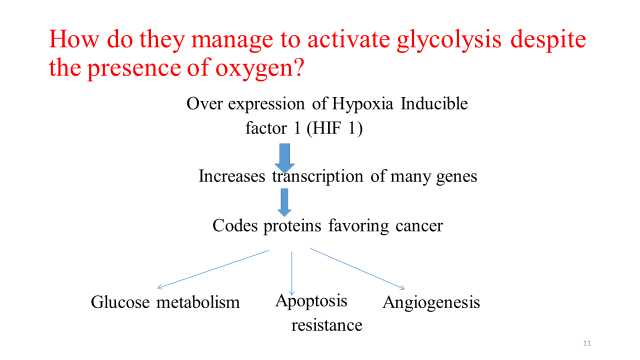 How do they manage to activate glycolysis despite
the presence of oxygen?
Over expression of Hypoxia Inducible
factor 1 (HIF 1)
Increases transcription of many genes
Codes proteins favoring cancer
Glucose metabolism
Apoptosis
resistance
Angiogenesis
11